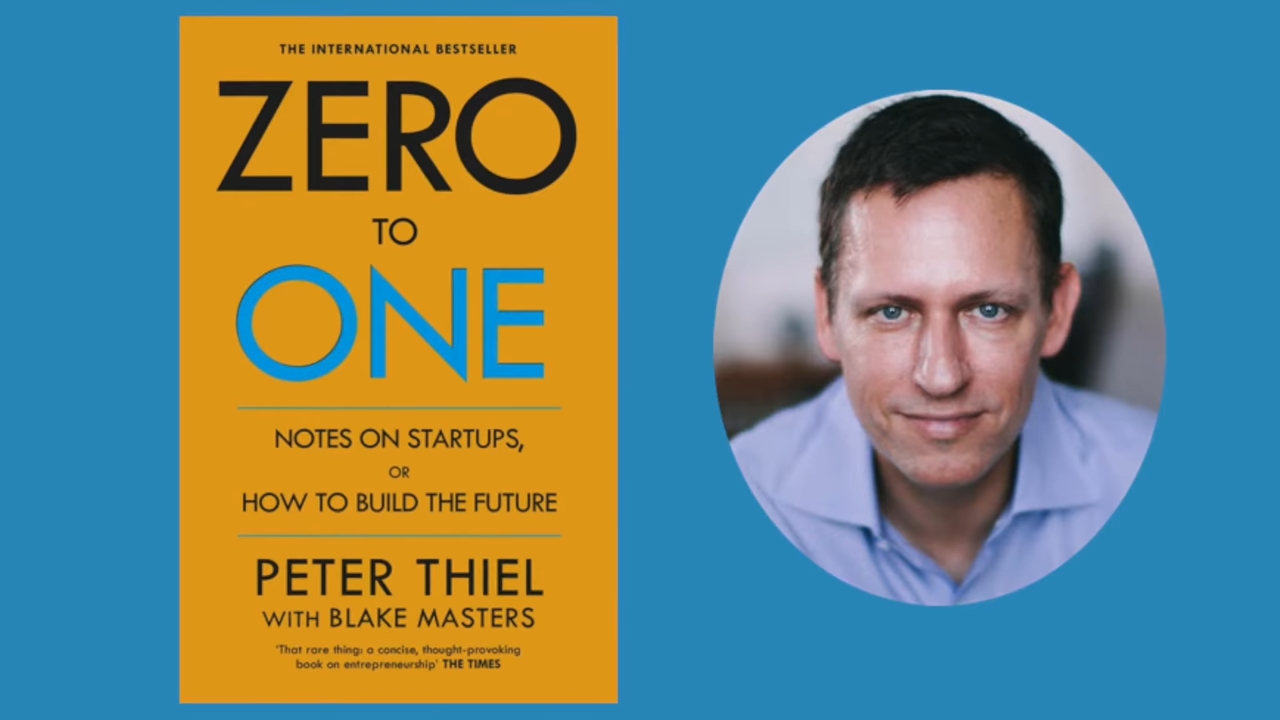 THE INTERNATIONAL BESTSELLER
ZERO
TO
ONE
NOTES ON STARTUPS,
OR
HOW TO BUILD THE FUTURE
PETER THIEL
WITH BLAKE MASTERS
'That rare thing: a concise, thought-provoking
book on entrepreneurship' THE TIMES